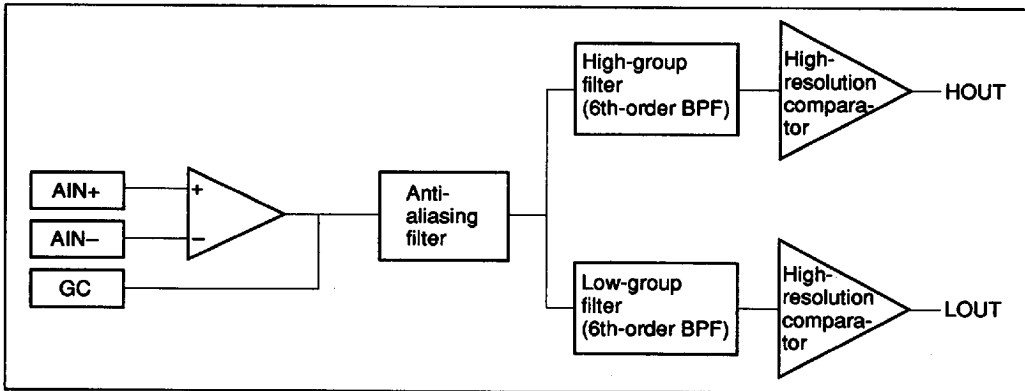 AIN+
AIN−
GC
+
−
Anti-
aliasing
filter
High-group
filter
(6th-order BPF)
High-
resolution
compara-
tor
HOUT
Low-group
filter
(6th-order BPF)
High-
resolution
compara-
tor
LOUT